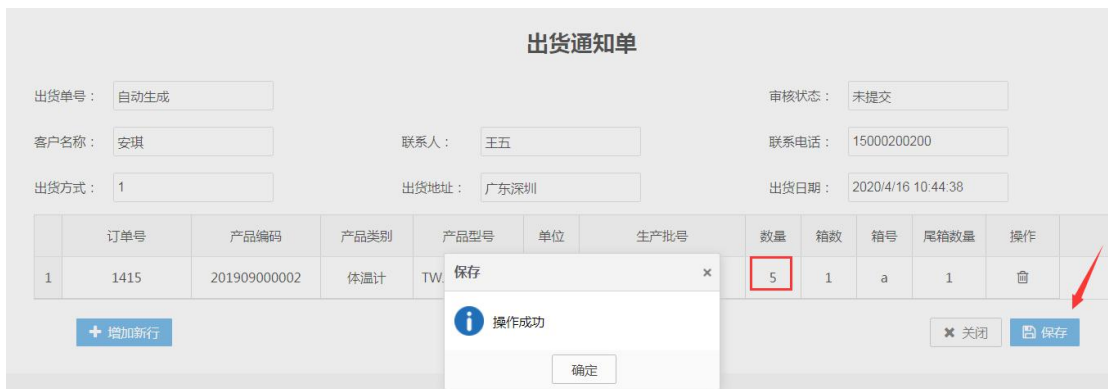 出货通知单
出货单号： 自动生成 审核状态： 未提交
客户名称： 安琪 联系人： 王五 联系电话： 15000200200
出货方式： 1 出货地址： 广东深圳 出货日期： 2020/4/16 10:44:38
订单号 产品编码 产品类别 产品型号 单位 生产批号 数量 箱数 箱号 尾箱数量 操作
1 1415 201909000002 体温计 TW. 5 1 a 1
保存 ×
操作成功
确定
+ 增加新行 × 关闭 保存